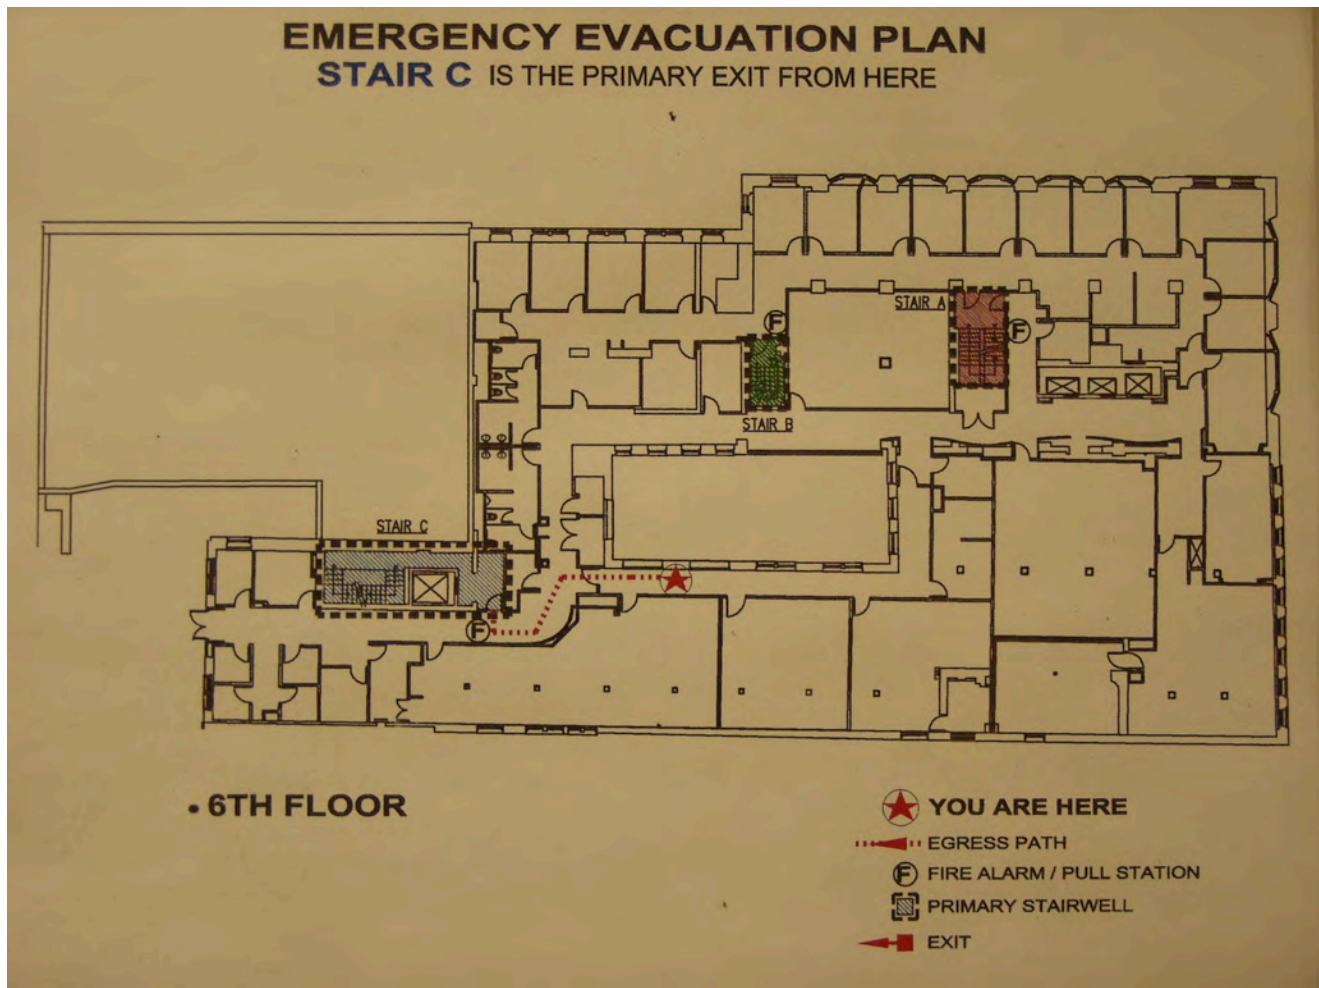 EMERGENCY EVACUATION PLAN
STAIR C IS THE PRIMARY EXIT FROM HERE
STAIR A
F
F
STAIR B
STAIR C
F
• 6TH FLOOR
YOU ARE HERE
EGRESS PATH
F FIRE ALARM / PULL STATION
PRIMARY STAIRWELL
EXIT